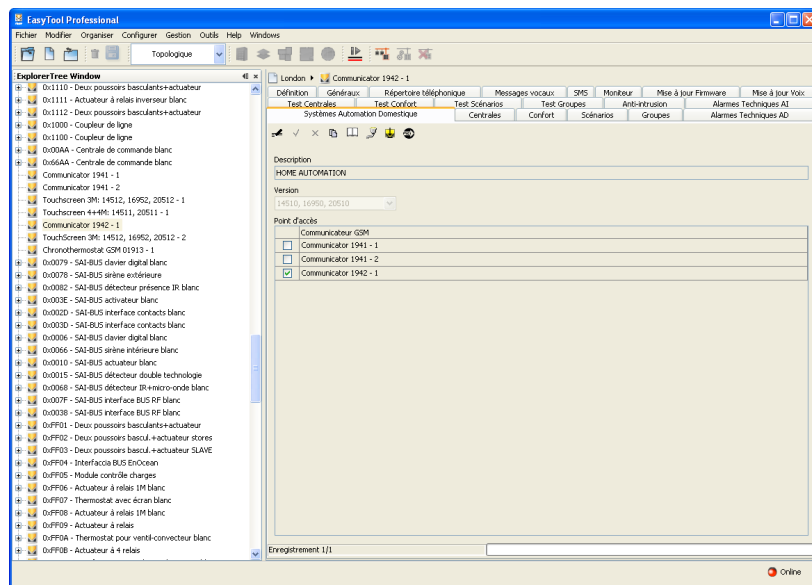 EasyTool Professional
Fichier Modifier Organiser Configurer Gestion Outils Help Windows
Topologique
ExplorerTree Window
0x1110 - Deux poussoirs basculants+actuateur
0x1111 - Actuateur à relais inverseur blanc
0x1112 - Deux poussoirs basculants+actuateur
0x1000 - Coupleur de ligne
0x1100 - Coupleur de ligne
0x00AA - Centrale de commande blanc
0x66AA - Centrale de commande blanc
Communicator 1941 - 1
Communicator 1941 - 2
Touchscreen 3M: 14512, 16952, 20512 - 1
Touchscreen 4+4M: 14511, 20511 - 1
Communicator 1942 - 1
TouchScreen 3M: 14512, 16952, 20512 - 2
Chronothermostat GSM 01913 - 1
0x0079 - SAI-BUS clavier digital blanc
0x0078 - SAI-BUS sirène extérieure
0x0082 - SAI-BUS détecteur présence IR blanc
0x003E - SAI-BUS activateur blanc
0x002D - SAI-BUS interface contacts blanc
0x003D - SAI-BUS interface contacts blanc
0x0006 - SAI-BUS clavier digital blanc
0x0066 - SAI-BUS sirène intérieure blanc
0x0010 - SAI-BUS actuateur blanc
0x0015 - SAI-BUS détecteur double technologie
0x0068 - SAI-BUS détecteur IR+micro-onde blanc
0x007F - SAI-BUS interface BUS RF blanc
0x0038 - SAI-BUS interface BUS RF blanc
0xFF01 - Deux poussoirs basculants+actuateur
0xFF02 - Deux poussoirs bascul.+actuateur stores
0xFF03 - Deux poussoirs bascul.+actuateur SLAVE
0xFF04 - Interfaccia BUS EnOcean
0xFF05 - Module contrôle charges
0xFF06 - Actuateur à relais 1M blanc
0xFF07 - Thermostat avec écran blanc
0xFF08 - Actuateur à relais 1M blanc
0xFF09 - Actuateur à relais
0xFF0A - Thermostat pour ventil-convecteur blanc
0xFF0B - Actuateur à 4 relais
London Communicator 1942 - 1
Définition Généraux Répertoire téléphonique Messages vocaux SMS Moniteur Mise à jour Firmware Mise à jour Voix
Test Centrales Test Confort Test Scénarios Test Groupes Anti-intrusion Alarmes Techniques AI
Systèmes Automation Domestique Centrales Confort Scénarios Groupes Alarmes Techniques AD
Description
HOME AUTOMATION
Version
14510, 16950, 20510
Point d'accès
Communicateur GSM
Communicator 1941 - 1
Communicator 1941 - 2
Communicator 1942 - 1
Enregistrement 1/1
Online